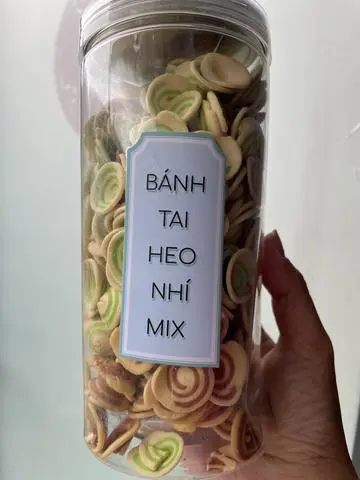 BÁNH
TAI
HEO
NHÍ
MIX